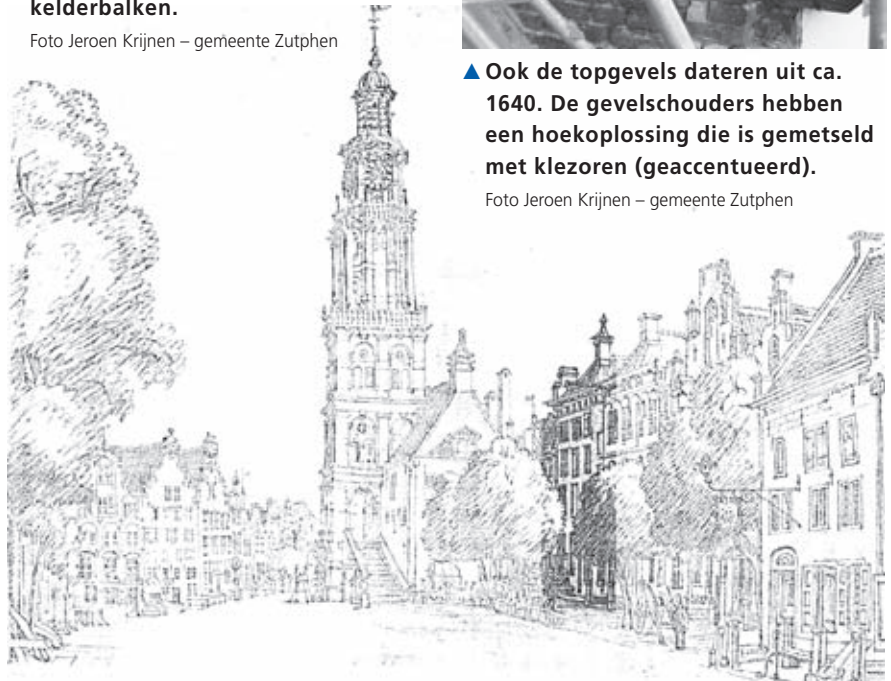 kelderbalken.
Foto Jeroen Krijnen – gemeente Zutphen
▲ Ook de topgevels dateren uit ca.
1640. De gevelschouders hebben
een hoekoplossing die is gemetseld
met klezoren (geaccentueerd).
Foto Jeroen Krijnen – gemeente Zutphen